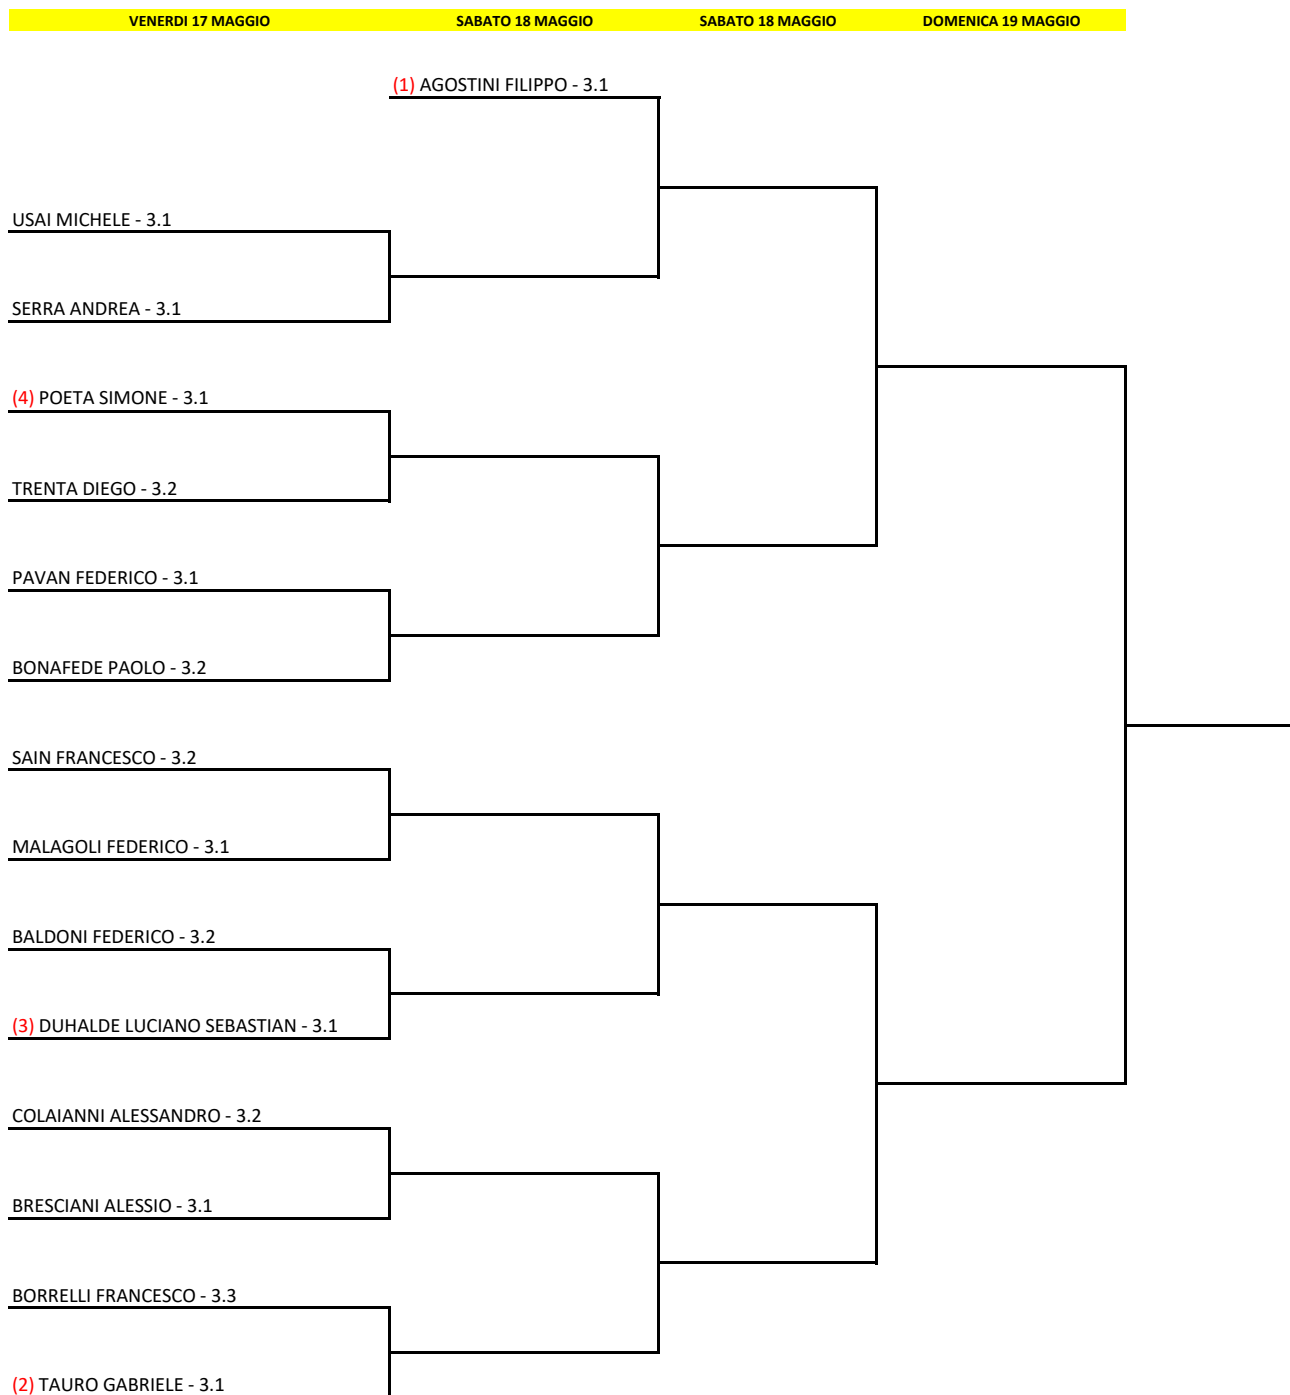 VENERDI 17 MAGGIO SABATO 18 MAGGIO SABATO 18 MAGGIO DOMENICA 19 MAGGIO
(1) AGOSTINI FILIPPO - 3.1
USAI MICHELE - 3.1
SERRA ANDREA - 3.1
(4) POETA SIMONE - 3.1
TRENTA DIEGO - 3.2
PAVAN FEDERICO - 3.1
BONAFEDE PAOLO - 3.2
SAIN FRANCESCO - 3.2
MALAGOLI FEDERICO - 3.1
BALDONI FEDERICO - 3.2
(3) DUHALDE LUCIANO SEBASTIAN - 3.1
COLAIANNI ALESSANDRO - 3.2
BRESCIANI ALESSIO - 3.1
BORRELLI FRANCESCO - 3.3
(2) TAURO GABRIELE - 3.1